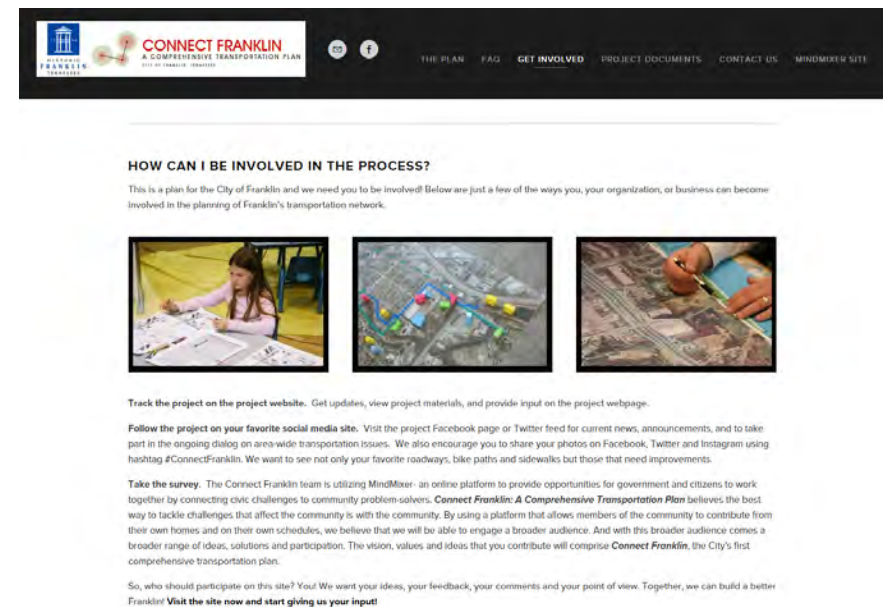 HISTORIC
FRANKLIN
TENNESSEE
CONNECT FRANKLIN
A COMPREHENSIVE TRANSPORTATION PLAN
CITY OF FRANKLIN, TENNESSEE
THE PLAN FAQ GET INVOLVED PROJECT DOCUMENTS CONTACT US MINDMIXER SITE
HOW CAN I BE INVOLVED IN THE PROCESS?
This is a plan for the City of Franklin and we need you to be involved! Below are just a few of the ways you, your organization, or business can become
involved in the planning of Franklin's transportation network.
Track the project on the project website. Get updates, view project materials, and provide input on the project webpage.
Follow the project on your favorite social media site. Visit the project Facebook page or Twitter feed for current news, announcements, and to take
part in the ongoing dialog on area-wide transportation issues. We also encourage you to share your photos on Facebook, Twitter and Instagram using
hashtag #ConnectFranklin. We want to see not only your favorite roadways, bike paths and sidewalks but those that need improvements.
Take the survey. The Connect Franklin team is utilizing MindMixer- an online platform to provide opportunities for government and citizens to work
together by connecting civic challenges to community problem-solvers. Connect Franklin: A Comprehensive Transportation Plan believes the best
way to tackle challenges that affect the community is with the community. By using a platform that allows members of the community to contribute from
their own homes and on their own schedules, we believe that we will be able to engage a broader audience. And with this broader audience comes a
broader range of ideas, solutions and participation. The vision, values and ideas that you contribute will comprise Connect Franklin, the City's first
comprehensive transportation plan.
So, who should participate on this site? You! We want your ideas, your feedback, your comments and your point of view. Together, we can build a better
Franklin! Visit the site now and start giving us your input!